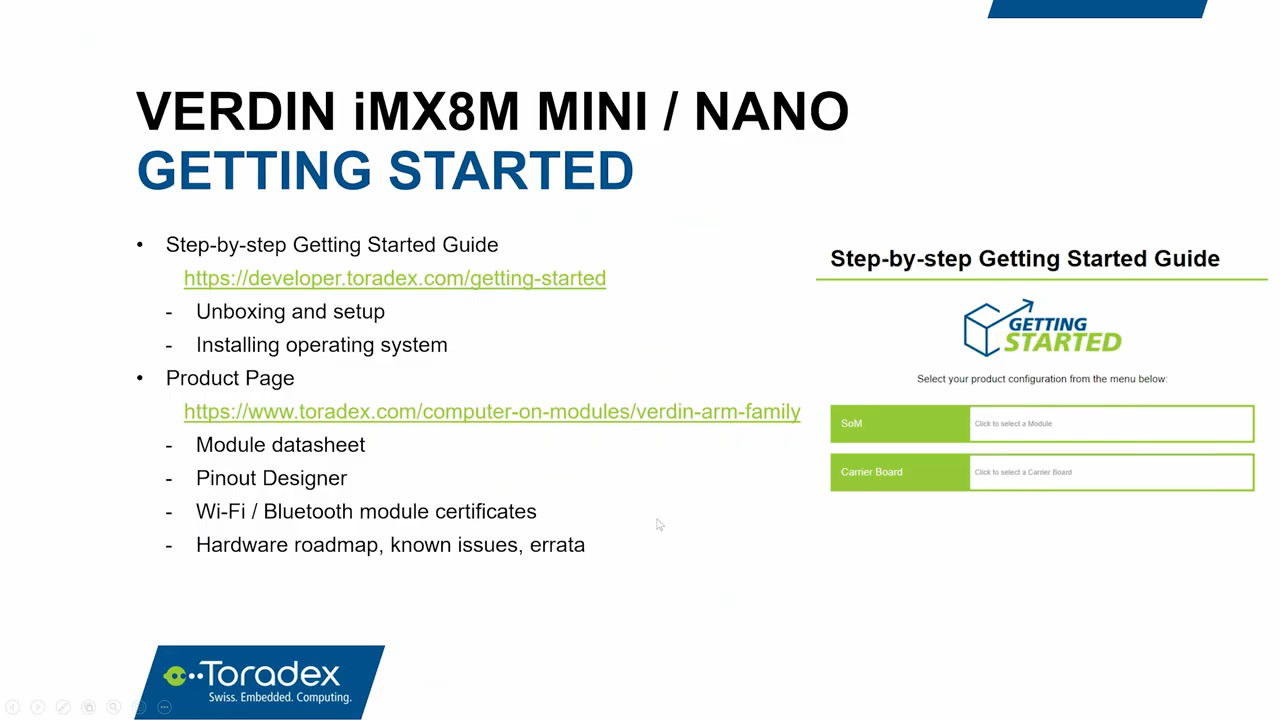 VERDIN iMX8M MINI / NANO
GETTING STARTED
• Step-by-step Getting Started Guide
https://developer.toradex.com/getting-started
- Unboxing and setup
- Installing operating system
• Product Page
https://www.toradex.com/computer-on-modules/verdin-arm-family
- Module datasheet
- Pinout Designer
- Wi-Fi / Bluetooth module certificates
- Hardware roadmap, known issues, errata
Step-by-step Getting Started Guide
GETTING
STARTED
Select your product configuration from the menu below:
SoM Click to select a Module
Carrier Board Click to select a Carrier Board
Toradex
Swiss. Embedded. Computing.